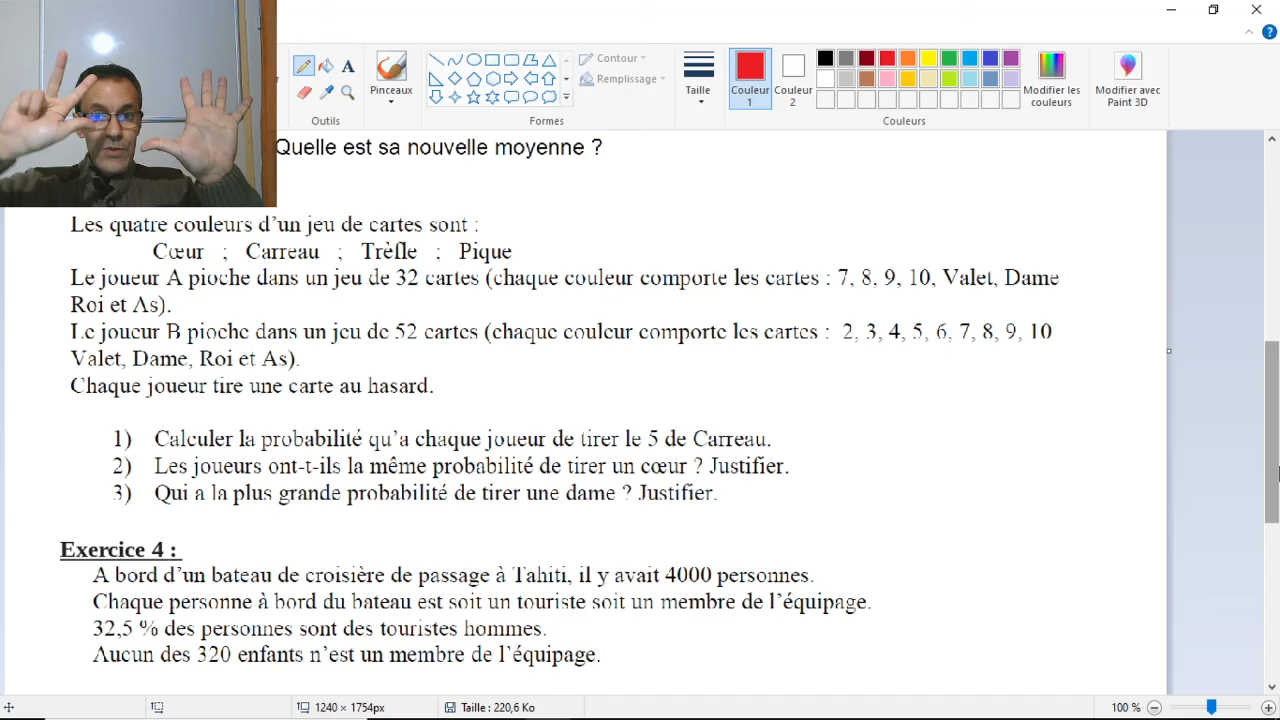 Contour
Remplissage
Pinceaux
Taille
Couleur
1
Couleur
2
Modifier les
couleurs
Modifier avec
Paint 3D
Outils
Formes
Couleurs
Quelle est sa nouvelle moyenne ?
Les quatre couleurs d’un jeu de cartes sont :
Cœur ; Carreau ; Trèfle ; Pique
Le joueur A pioche dans un jeu de 32 cartes (chaque couleur comporte les cartes : 7, 8, 9, 10, Valet, Dame
Roi et As).
Le joueur B pioche dans un jeu de 52 cartes (chaque couleur comporte les cartes : 2, 3, 4, 5, 6, 7, 8, 9, 10
Valet, Dame, Roi et As).
Chaque joueur tire une carte au hasard.
1) Calculer la probabilité qu’a chaque joueur de tirer le 5 de Carreau.
2) Les joueurs ont-t-ils la même probabilité de tirer un cœur ? Justifier.
3) Qui a la plus grande probabilité de tirer une dame ? Justifier.
Exercice 4 :
A bord d’un bateau de croisière de passage à Tahiti, il y avait 4000 personnes.
Chaque personne à bord du bateau est soit un touriste soit un membre de l’équipage.
32,5 % des personnes sont des touristes hommes.
Aucun des 320 enfants n’est un membre de l’équipage.
1240 × 1754px
Taille : 220,6 Ko
100 %